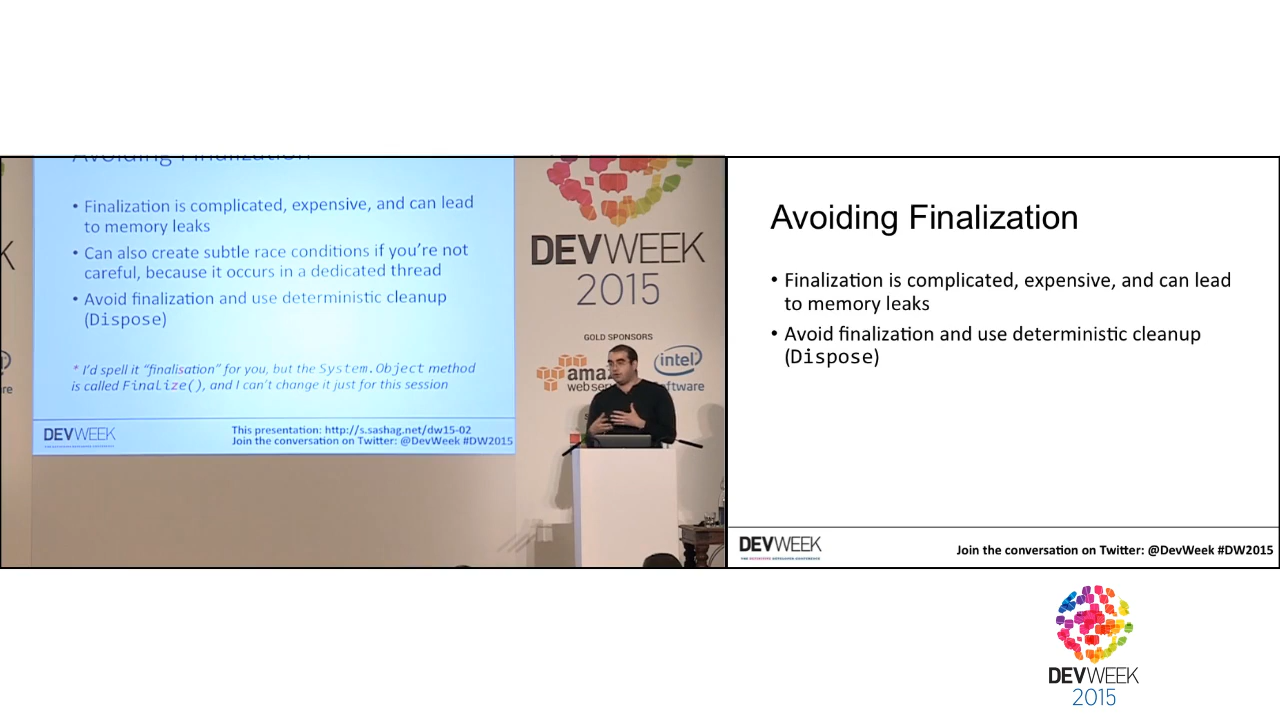 Avoiding Finalization
• Finalization is complicated, expensive, and can lead
to memory leaks
• Can also create subtle race conditions if you're not
careful, because it occurs in a dedicated thread
• Avoid finalization and use deterministic cleanup
(Dispose)
* I'd spell it "finalisation" for you, but the System.Object method
is called Finalize(), and I can't change it just for this session
DEVWEEK
This presentation: http://s.sashag.net/dw15-02
Join the conversation on Twitter: @DevWeek #DW2015
DEVWEEK
2015
GOLD SPONSORS
intel
Software
Avoiding Finalization
• Finalization is complicated, expensive, and can lead
to memory leaks
• Avoid finalization and use deterministic cleanup
(Dispose)
DEVWEEK
Join the conversation on Twitter: @DevWeek #DW2015
DEVWEEK
2015